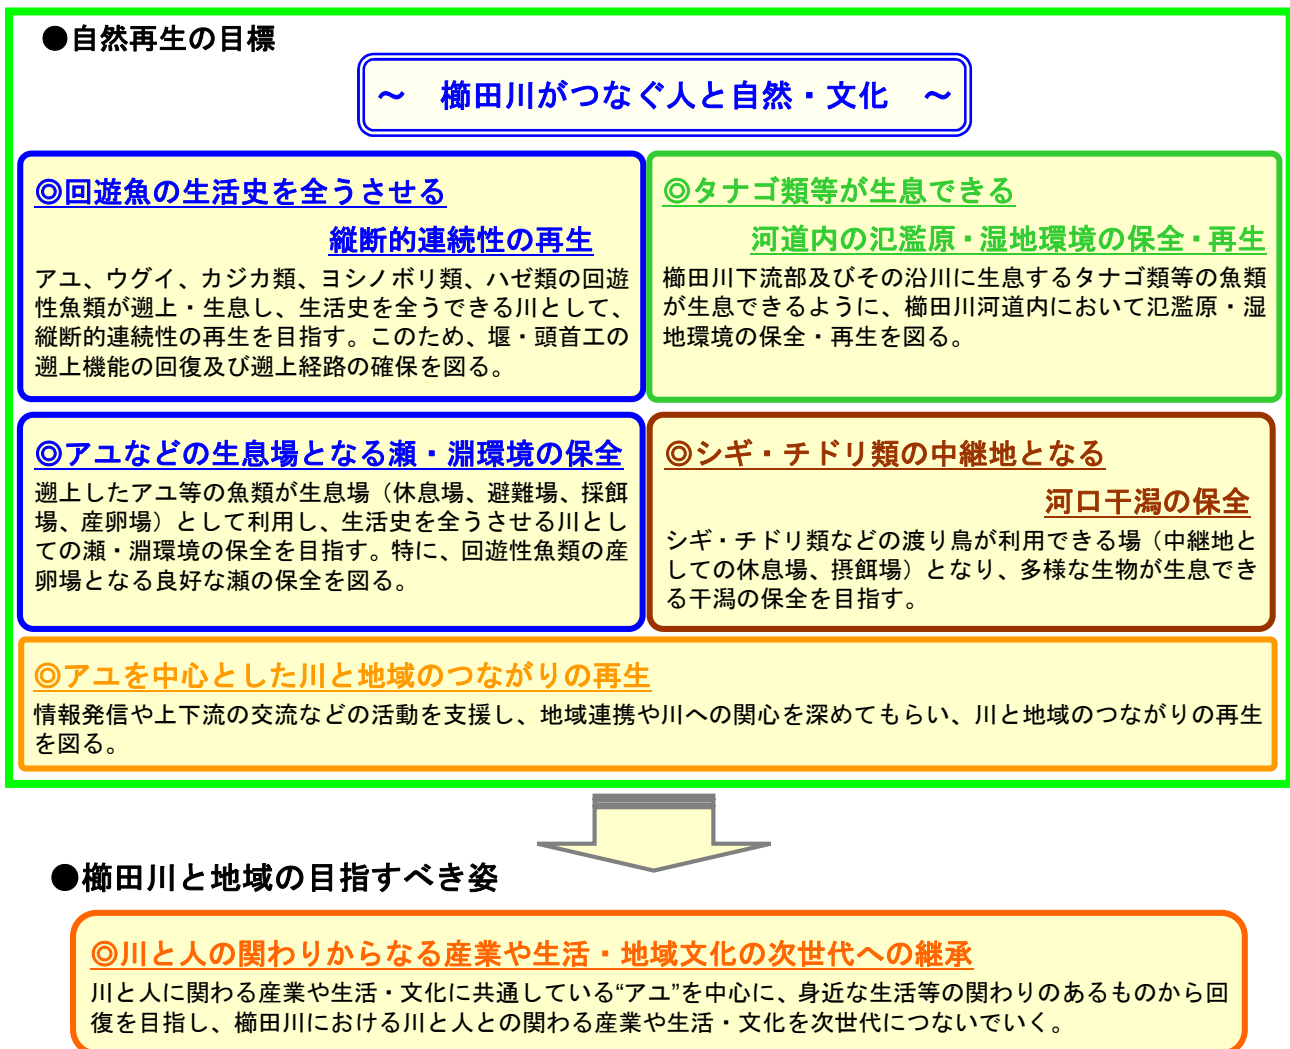 ●自然再生の目標
～　櫛田川がつなぐ人と自然・文化　～
◎回遊魚の生活史を全うさせる
縦断的連続性の再生
アユ、ウグイ、カジカ類、ヨシノボリ類、ハゼ類の回遊
性魚類が遡上・生息し、生活史を全うできる川として、
縦断的連続性の再生を目指す。このため、堰・頭首工の
遡上機能の回復及び遡上経路の確保を図る。
◎タナゴ類等が生息できる
河道内の氾濫原・湿地環境の保全・再生
櫛田川下流部及びその沿川に生息するタナゴ類等の魚類
が生息できるように、櫛田川河道内において氾濫原・湿
地環境の保全・再生を図る。
◎アユなどの生息場となる瀬・淵環境の保全
遡上したアユ等の魚類が生息場（休息場、避難場、採餌
場、産卵場）として利用し、生活史を全うさせる川とし
ての瀬・淵環境の保全を目指す。特に、回遊性魚類の産
卵場となる良好な瀬の保全を図る。
◎シギ・チドリ類の中継地となる
河口干潟の保全
シギ・チドリ類などの渡り鳥が利用できる場（中継地と
しての休息場、摂餌場）となり、多様な生物が生息でき
る干潟の保全を目指す。
◎アユを中心とした川と地域のつながりの再生
情報発信や上下流の交流などの活動を支援し、地域連携や川への関心を深めてもらい、川と地域のつながりの再生
を図る。
●櫛田川と地域の目指すべき姿
◎川と人の関わりからなる産業や生活・地域文化の次世代への継承
川と人に関わる産業や生活・文化に共通している“アユ”を中心に、身近な生活等の関わりのあるものから回
復を目指し、櫛田川における川と人との関わる産業や生活・文化を次世代につないでいく。